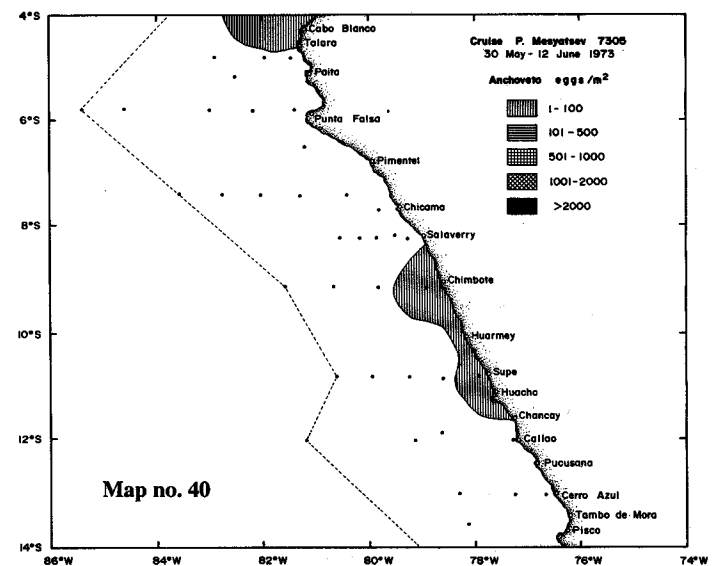 4°S
Cabo Blanco
Talara
Cruise P. Mesyatsev 7305
30 May - 12 June 1973
Paita
Anchoveta eggs/m²
1-100
6°S
Punta Falsa
101-500
501-1000
Pimentel
1001-2000
Chicama
>2000
8°S
Salaverry
Chimbote
10°S
Huarmey
Supe
Huacho
Chancay
12°S
Callao
Pucusana
Map no. 40
Cerro Azul
Tambo de Mora
Pisco
14°S
86°W
84°W
82°W
80°W
78°W
76°W
74°W